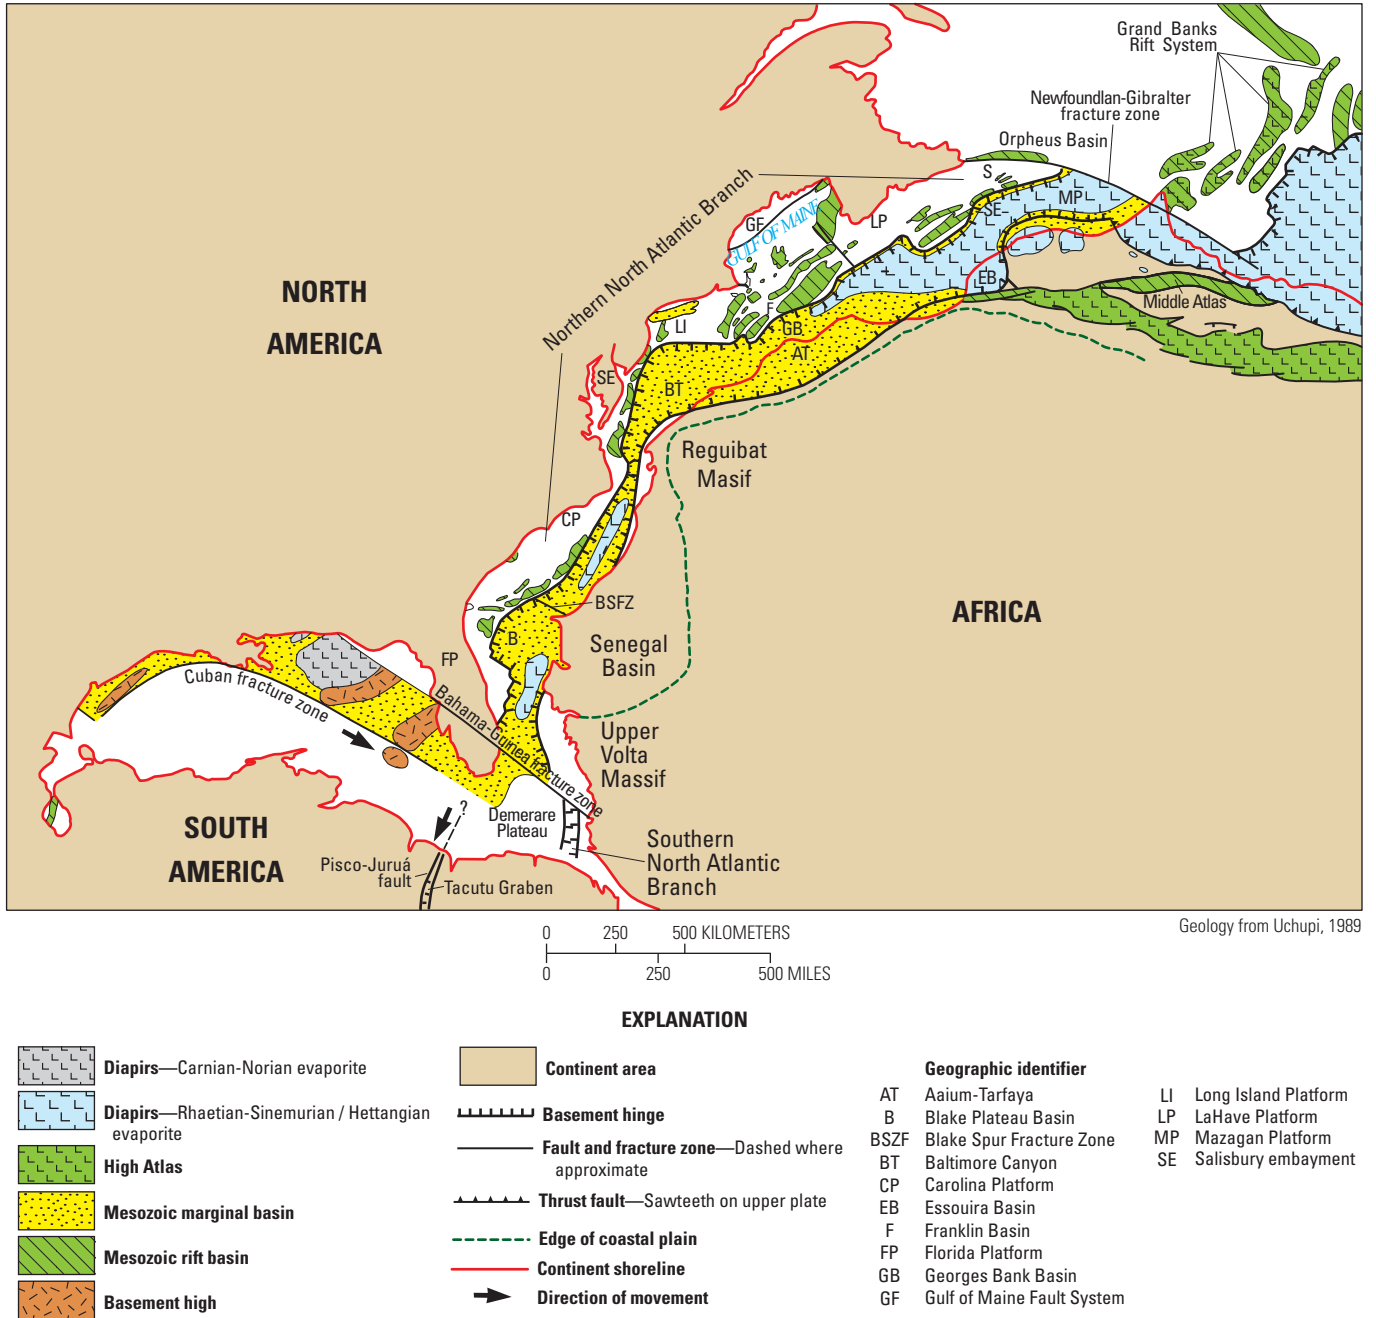 Grand Banks
Rift System
Newfoundlan-Gibralter
fracture zone
Orpheus Basin
S
MP
SE
Northern North Atlantic Branch
GF
GULF OF MAINE
LP
EB
Middle Atlas
NORTH
AMERICA
F
LI
GB
AT
SE
BT
Reguibat
Masif
CP
BSFZ
AFRICA
B
Senegal
Basin
FP
Cuban fracture zone
Bahama-Guinea fracture zone
Upper
Volta
Massif
?
Demerare
Plateau
SOUTH
AMERICA
Southern
North Atlantic
Branch
Pisco-Juruá
fault
Tacutu Graben
Geology from Uchupi, 1989
0 250 500 KILOMETERS
0 250 500 MILES
EXPLANATION
Diapirs—Carnian-Norian evaporite
Diapirs—Rhaetian-Sinemurian / Hettangian
evaporite
High Atlas
Mesozoic marginal basin
Mesozoic rift basin
Basement high
Continent area
Basement hinge
Fault and fracture zone—Dashed where
approximate
Thrust fault—Sawteeth on upper plate
Edge of coastal plain
Continent shoreline
Direction of movement
Geographic identifier
AT Aaium-Tarfaya
B Blake Plateau Basin
BSZF Blake Spur Fracture Zone
BT Baltimore Canyon
CP Carolina Platform
EB Essouira Basin
F Franklin Basin
FP Florida Platform
GB Georges Bank Basin
GF Gulf of Maine Fault System
LI Long Island Platform
LP LaHave Platform
MP Mazagan Platform
SE Salisbury embayment